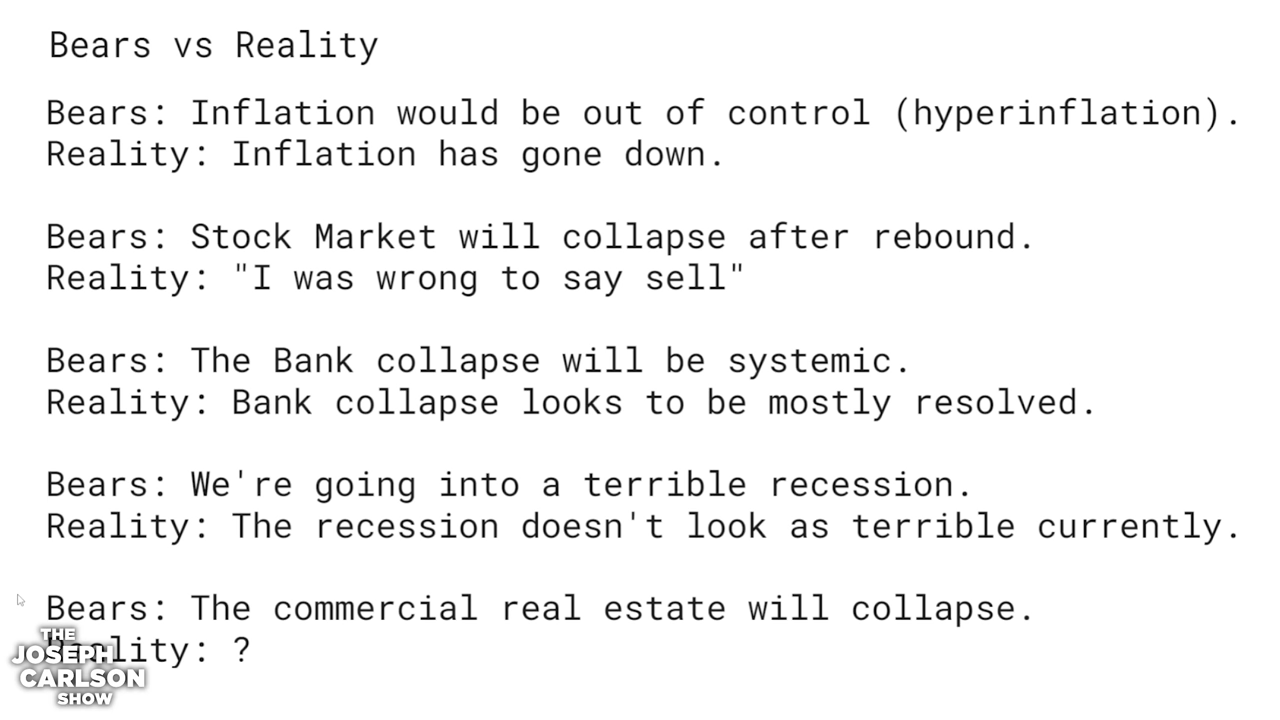 Bears vs Reality
Bears: Inflation would be out of control (hyperinflation).
Reality: Inflation has gone down.
Bears: Stock Market will collapse after rebound.
Reality: "I was wrong to say sell"
Bears: The Bank collapse will be systemic.
Reality: Bank collapse looks to be mostly resolved.
Bears: We're going into a terrible recession.
Reality: The recession doesn't look as terrible currently.
Bears: The commercial real estate will collapse.
Reality: ?
THE
JOSEPH
CARLSON
SHOW